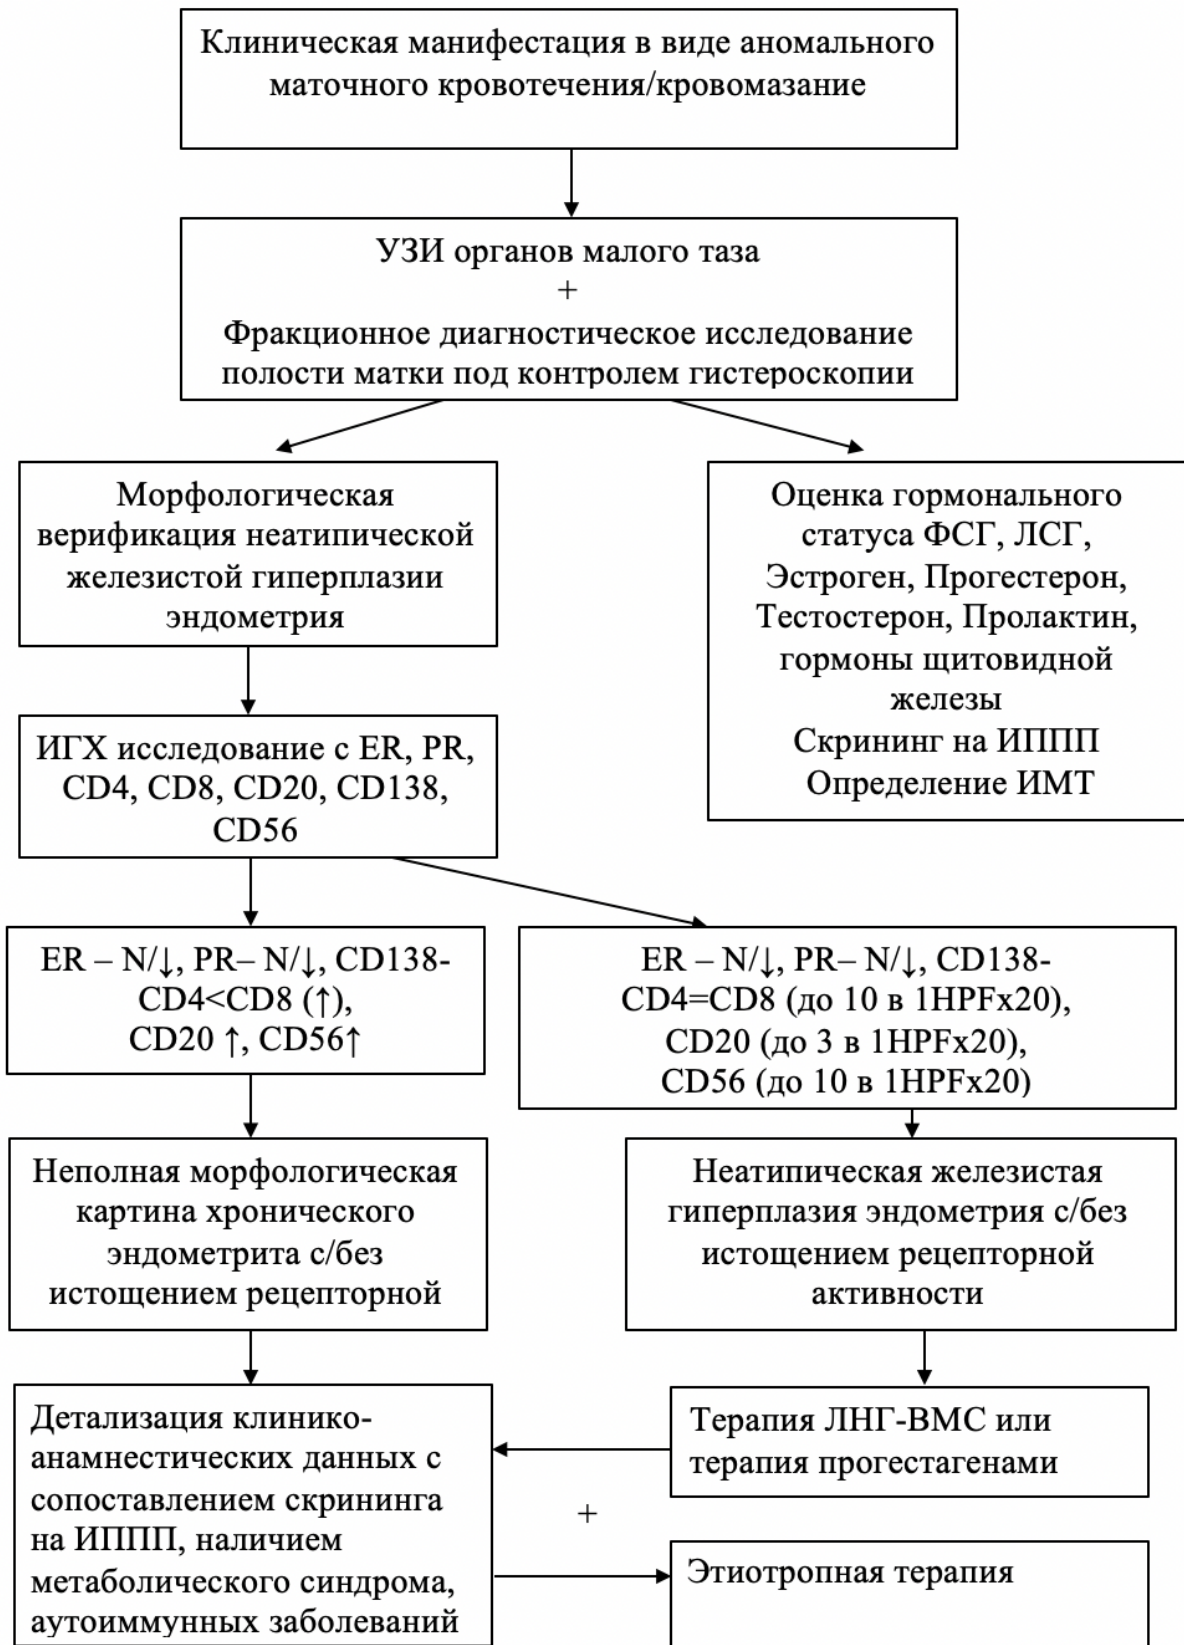 Клиническая манифестация в виде аномального
маточного кровотечения/кровомазание
УЗИ органов малого таза
+
Фракционное диагностическое исследование
полости матки под контролем гистероскопии
Морфологическая
верификация неатипической
железистой гиперплазии
эндометрия
Оценка гормонального
статуса ФСГ, ЛСГ,
Эстроген, Прогестерон,
Тестостерон, Пролактин,
гормоны щитовидной
железы
Скрининг на ИППП
Определение ИМТ
ИГХ исследование с ER, PR,
CD4, CD8, CD20, CD138,
CD56
ER – N/↓, PR– N/↓, CD138-
CD4<CD8 (↑),
CD20 ↑, CD56↑
ER – N/↓, PR– N/↓, CD138-
CD4=CD8 (до 10 в 1HPFx20),
CD20 (до 3 в 1HPFx20),
CD56 (до 10 в 1HPFx20)
Неполная морфологическая
картина хронического
эндометрита с/без
истощением рецепторной
Неатипическая железистая
гиперплазия эндометрия с/без
истощением рецепторной
активности
Детализация клинико-
анамнестических данных с
сопоставлением скрининга
на ИППП, наличием
метаболического синдрома,
аутоиммунных заболеваний
Терапия ЛНГ-ВМС или
терапия прогестагенами
+
Этиотропная терапия